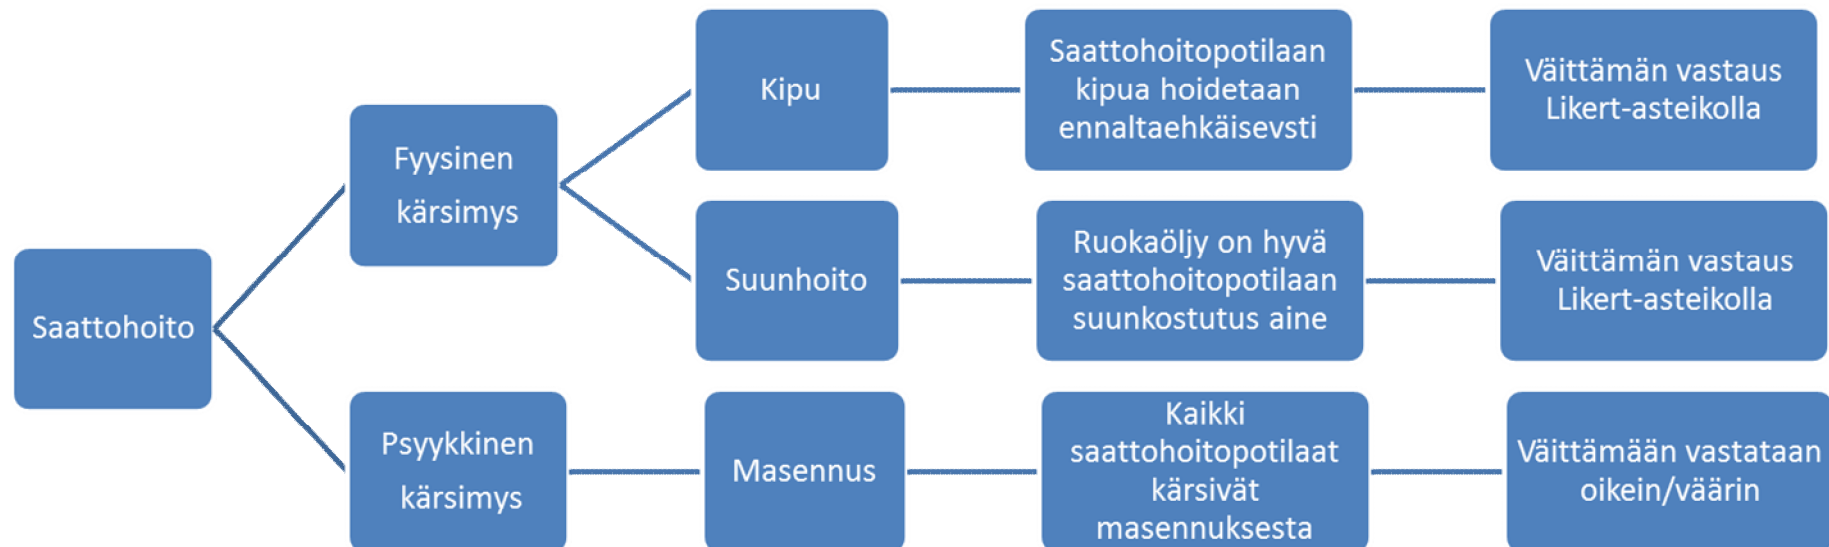 Saattohoito
Fyysinen
kärsimys
Psyykkinen
kärsimys
Kipu
Suunhoito
Masennus
Saattohoitopotilaan
kipua hoidetaan
ennaltaehkäisevsti
Ruokaöljy on hyvä
saattohoitopotilaan
suunkostutus aine
Kaikki
saattohoitopotilaat
kärsivät
masennuksesta
Väittämän vastaus
Likert-asteikolla
Väittämän vastaus
Likert-asteikolla
Väittämään vastataan
oikein/väärin